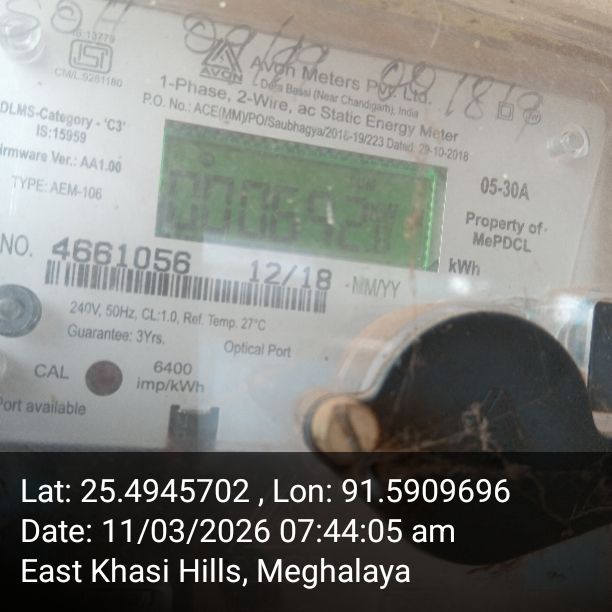 IS:13779
CM/L:9261180
AVON
Avon Meters Pvt. Ltd.
Dera Bassi (Near Chandigarh), India
1-Phase, 2-Wire, ac Static Energy Meter
P.O. No.: ACE(MM)/PO/Saubhagya/2018-19/223 Dated: 29-10-2018
DLMS-Category - 'C3'
IS:15959
rmware Ver.: AA1.00
TYPE: AEM-106
000692
kWh
05-30A
Property of
MePDCL
NO. 4661056 12/18 - MM/YY
240V, 50Hz, CL:1.0, Ref. Temp. 27°C
Guarantee: 3Yrs.
Optical Port
CAL
6400
imp/kWh
Port available
Lat: 25.4945702 , Lon: 91.5909696
Date: 11/03/2026 07:44:05 am
East Khasi Hills, Meghalaya